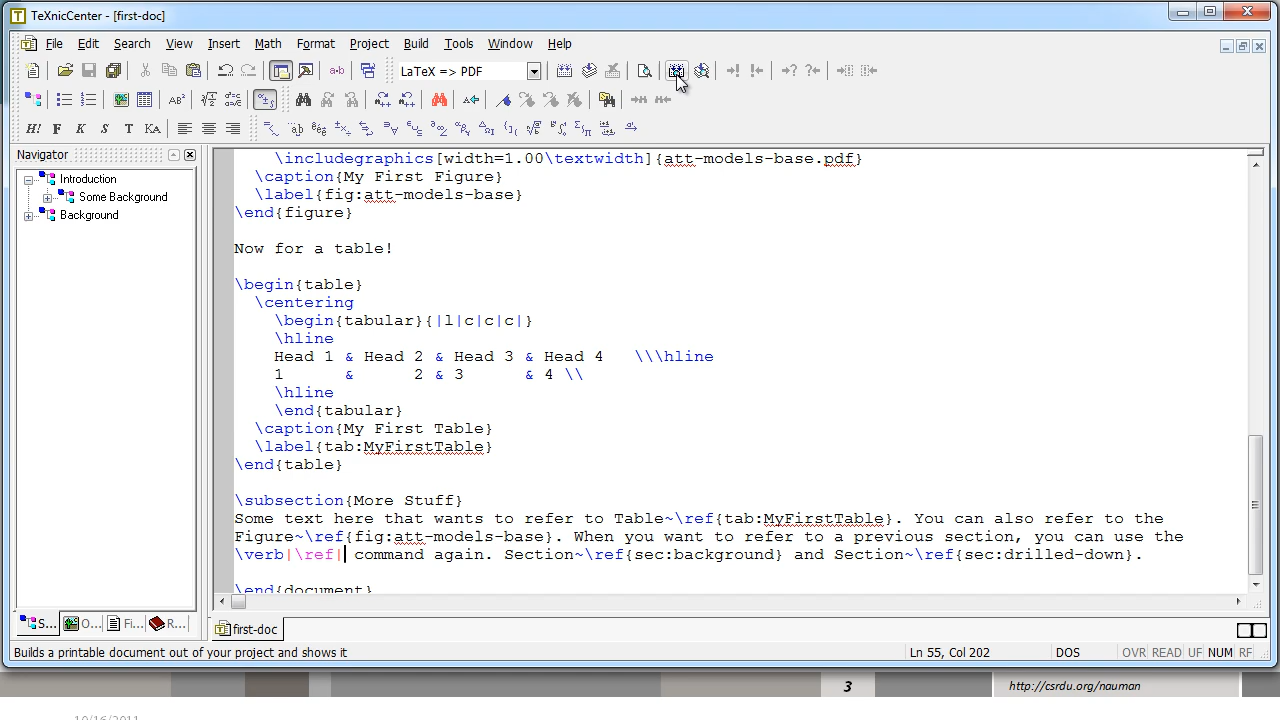 TeXnicCenter - [first-doc]
File Edit Search View Insert Math Format Project Build Tools Window Help
LaTeX => PDF
H! F K S T KA
Navigator
Introduction
Some Background
Background
\includegraphics[width=1.00\textwidth]{att-models-base.pdf}
\caption{My First Figure}
\label{fig:att-models-base}
\end{figure}
Now for a table!
\begin{table}
\centering
\begin{tabular}{|l|c|c|c|}
\hline
Head 1 & Head 2 & Head 3 & Head 4 \\\hline
1 & 2 & 3 & 4 \\
\hline
\end{tabular}
\caption{My First Table}
\label{tab:MyFirstTable}
\end{table}
\subsection{More Stuff}
Some text here that wants to refer to Table~\ref{tab:MyFirstTable}. You can also refer to the
Figure~\ref{fig:att-models-base}. When you want to refer to a previous section, you can use the
\verb|\ref| command again. Section~\ref{sec:background} and Section~\ref{sec:drilled-down}.
\end{document}
S... O... Fi... R...
first-doc
Builds a printable document out of your project and shows it
Ln 55, Col 202 DOS OVR READ UF NUM RF
3
http://csrdu.org/nauman
10/16/2011